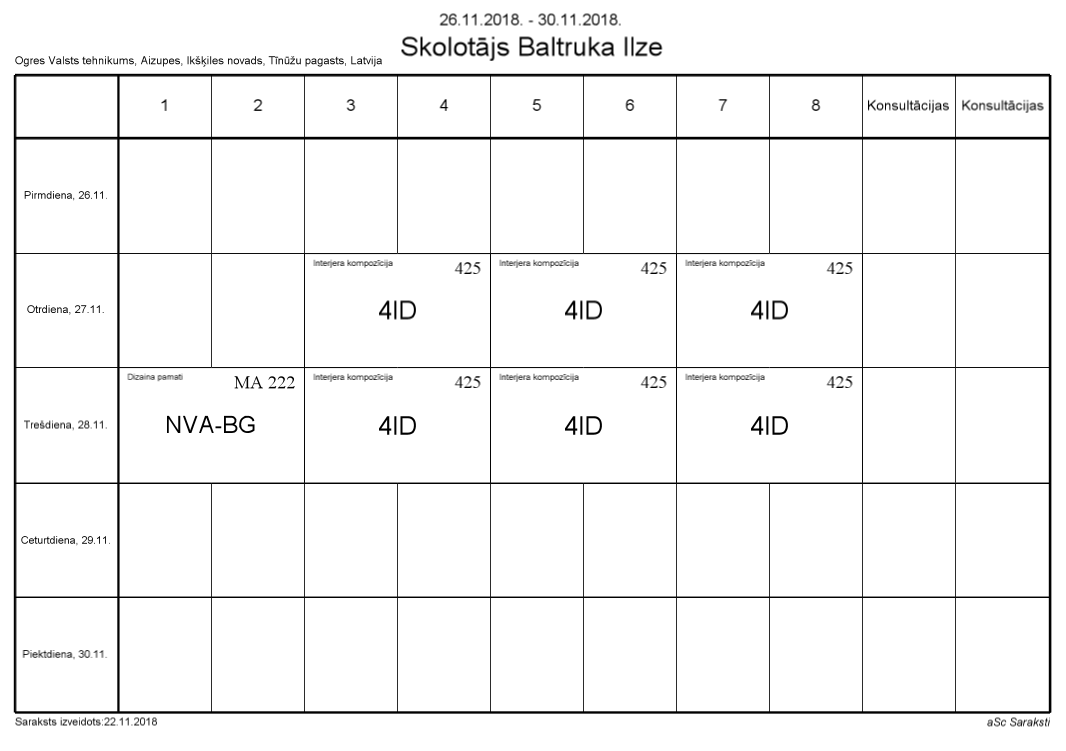 26.11.2018. - 30.11.2018.
Skolotājs Baltruka Ilze
Ogres Valsts tehnikums, Aizupes, Ikšķiles novads, Tīnūžu pagasts, Latvija
1 2 3 4 5 6 7 8 Konsultācijas Konsultācijas
Pirmdiena, 26.11.
Interjera kompozīcija 425 Interjera kompozīcija 425 Interjera kompozīcija 425
Otrdiena, 27.11. 4ID 4ID 4ID
Dizaina pamati MA 222 Interjera kompozīcija 425 Interjera kompozīcija 425 Interjera kompozīcija 425
Trešdiena, 28.11. NVA-BG 4ID 4ID 4ID
Ceturtdiena, 29.11.
Piektdiena, 30.11.
Saraksts izveidots:22.11.2018 aSc Saraksti